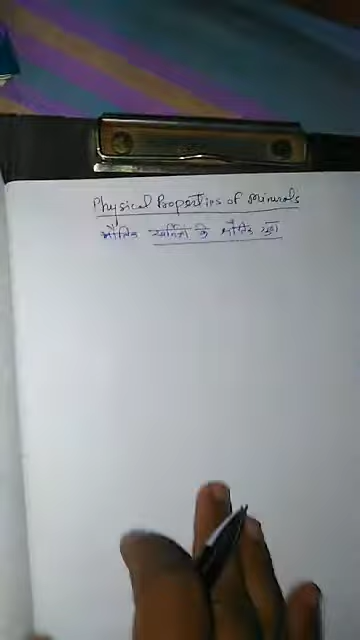 Physical Properties of Minerals
भौतिक खनिजों के भौतिक गुण